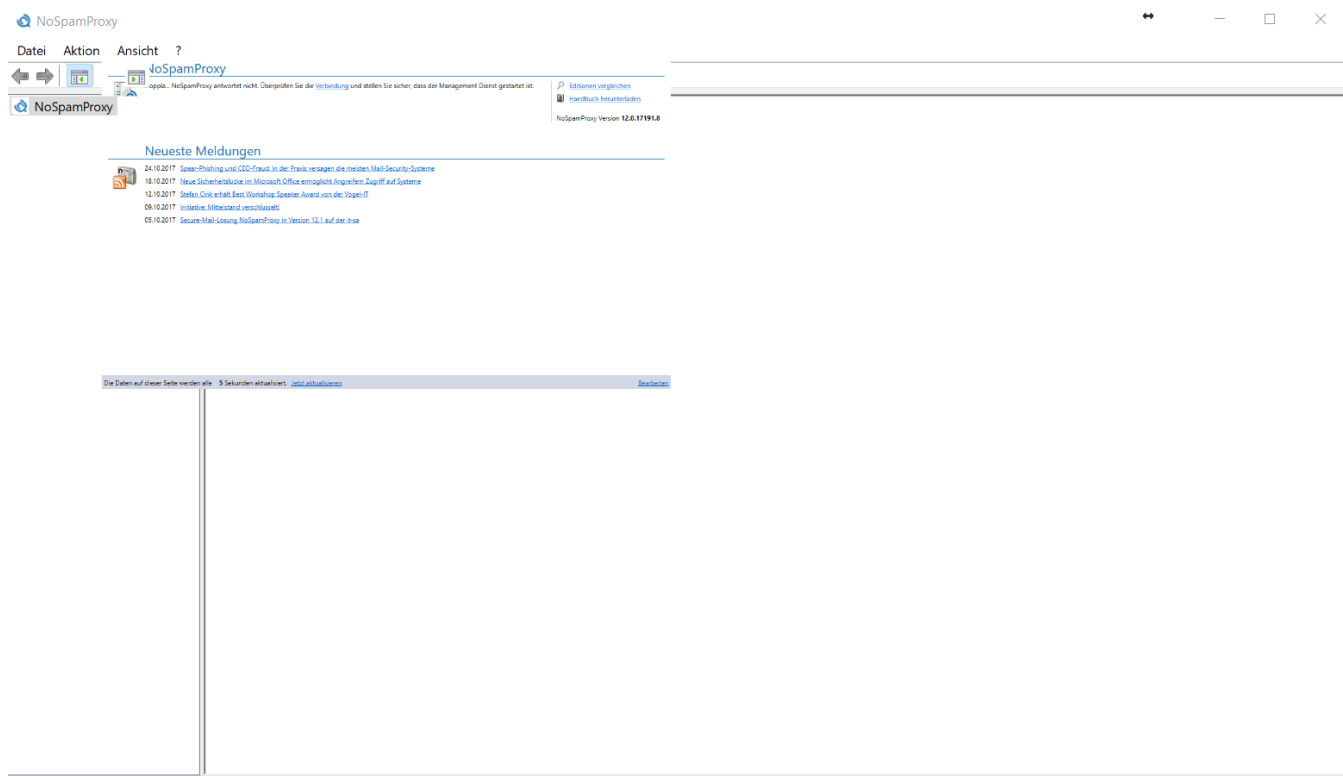 NoSpamProxy
Datei Aktion Ansicht ?
NoSpamProxy
oppla... NoSpamProxy antwortet nicht. Überprüfen Sie die Verbindung und stellen Sie sicher, dass der Management Dienst gestartet ist.
Editionen vergleichen
Handbuch herunterladen
NoSpamProxy
NoSpamProxy Version 12.0.17191.8
Neueste Meldungen
24.10.2017 Spear-Phishing und CEO-Fraud: In der Praxis versagen die meisten Mail-Security-Systeme
18.10.2017 Neue Sicherheitslücke im Microsoft Office ermöglicht Angreifern Zugriff auf Systeme
12.10.2017 Stefan Cink erhält Best Workshop Speaker Award von der Vogel-IT
09.10.2017 Initiative: Mittelstand verschlüsselt!
05.10.2017 Secure-Mail-Lösung NoSpamProxy in Version 12.1 auf der it-sa
Die Daten auf dieser Seite werden alle 5 Sekunden aktualisiert. Jetzt aktualisieren
Bearbeiten